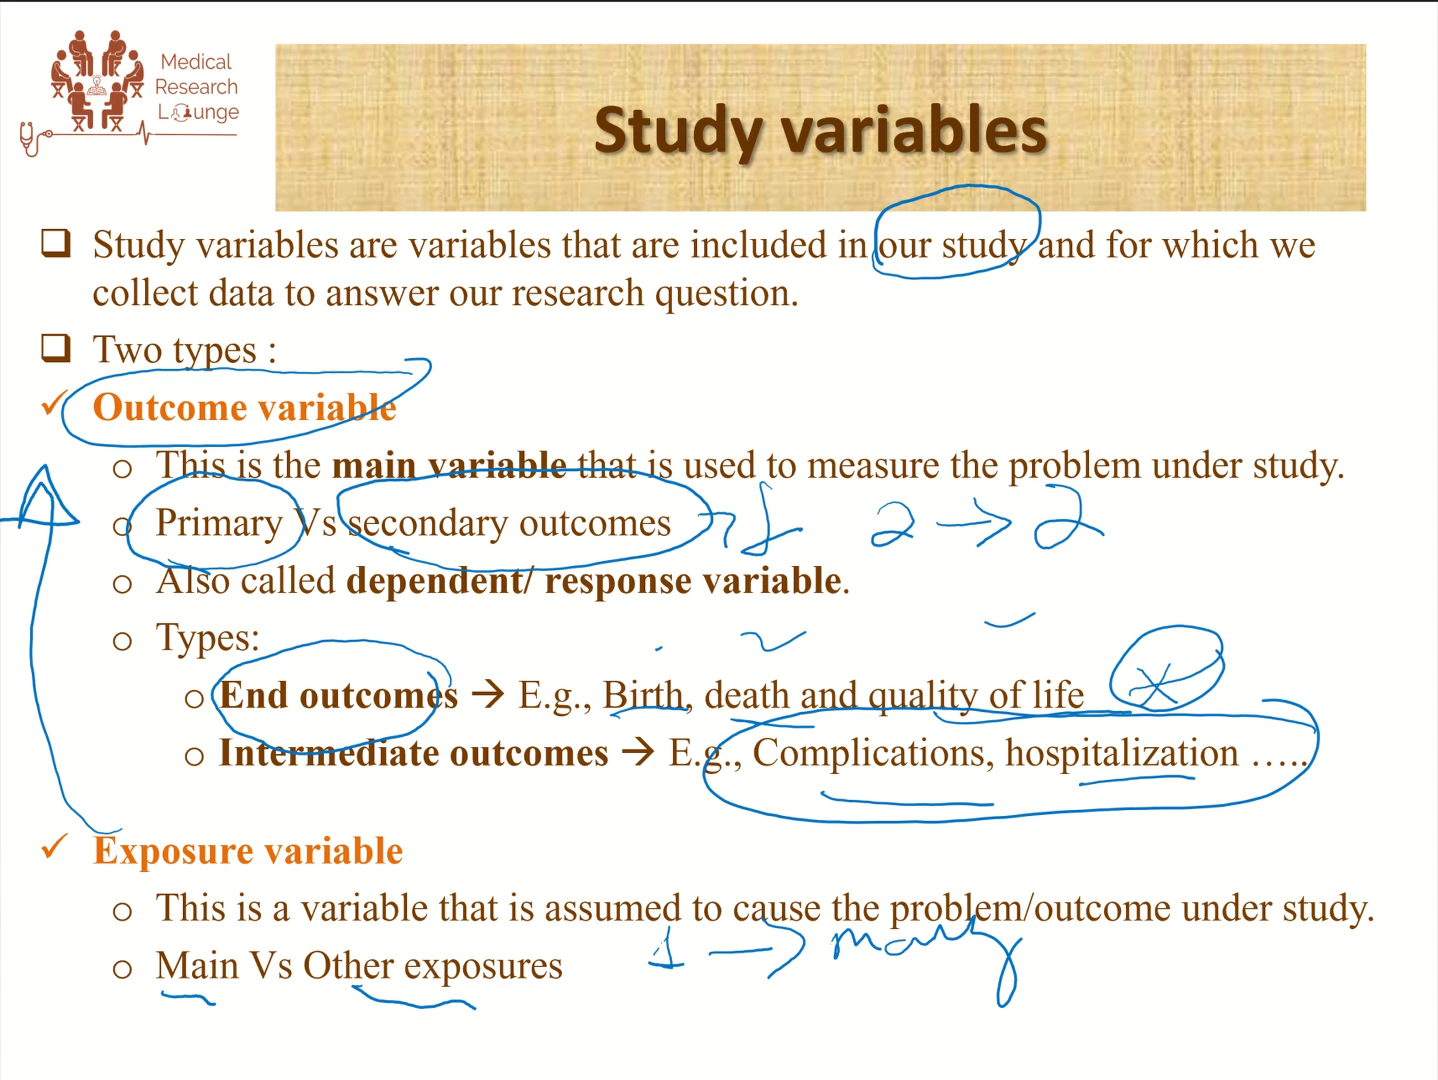 Medical
Research
Lounge
Study variables
Study variables are variables that are included in our study and for which we
collect data to answer our research question.
Two types :
Outcome variable
This is the main variable that is used to measure the problem under study.
Primary Vs secondary outcomes
2 → 2
Also called dependent/ response variable.
Types:
End outcomes → E.g., Birth, death and quality of life
Intermediate outcomes → E.g., Complications, hospitalization …..
Exposure variable
This is a variable that is assumed to cause the problem/outcome under study.
Main Vs Other exposures
1 → many